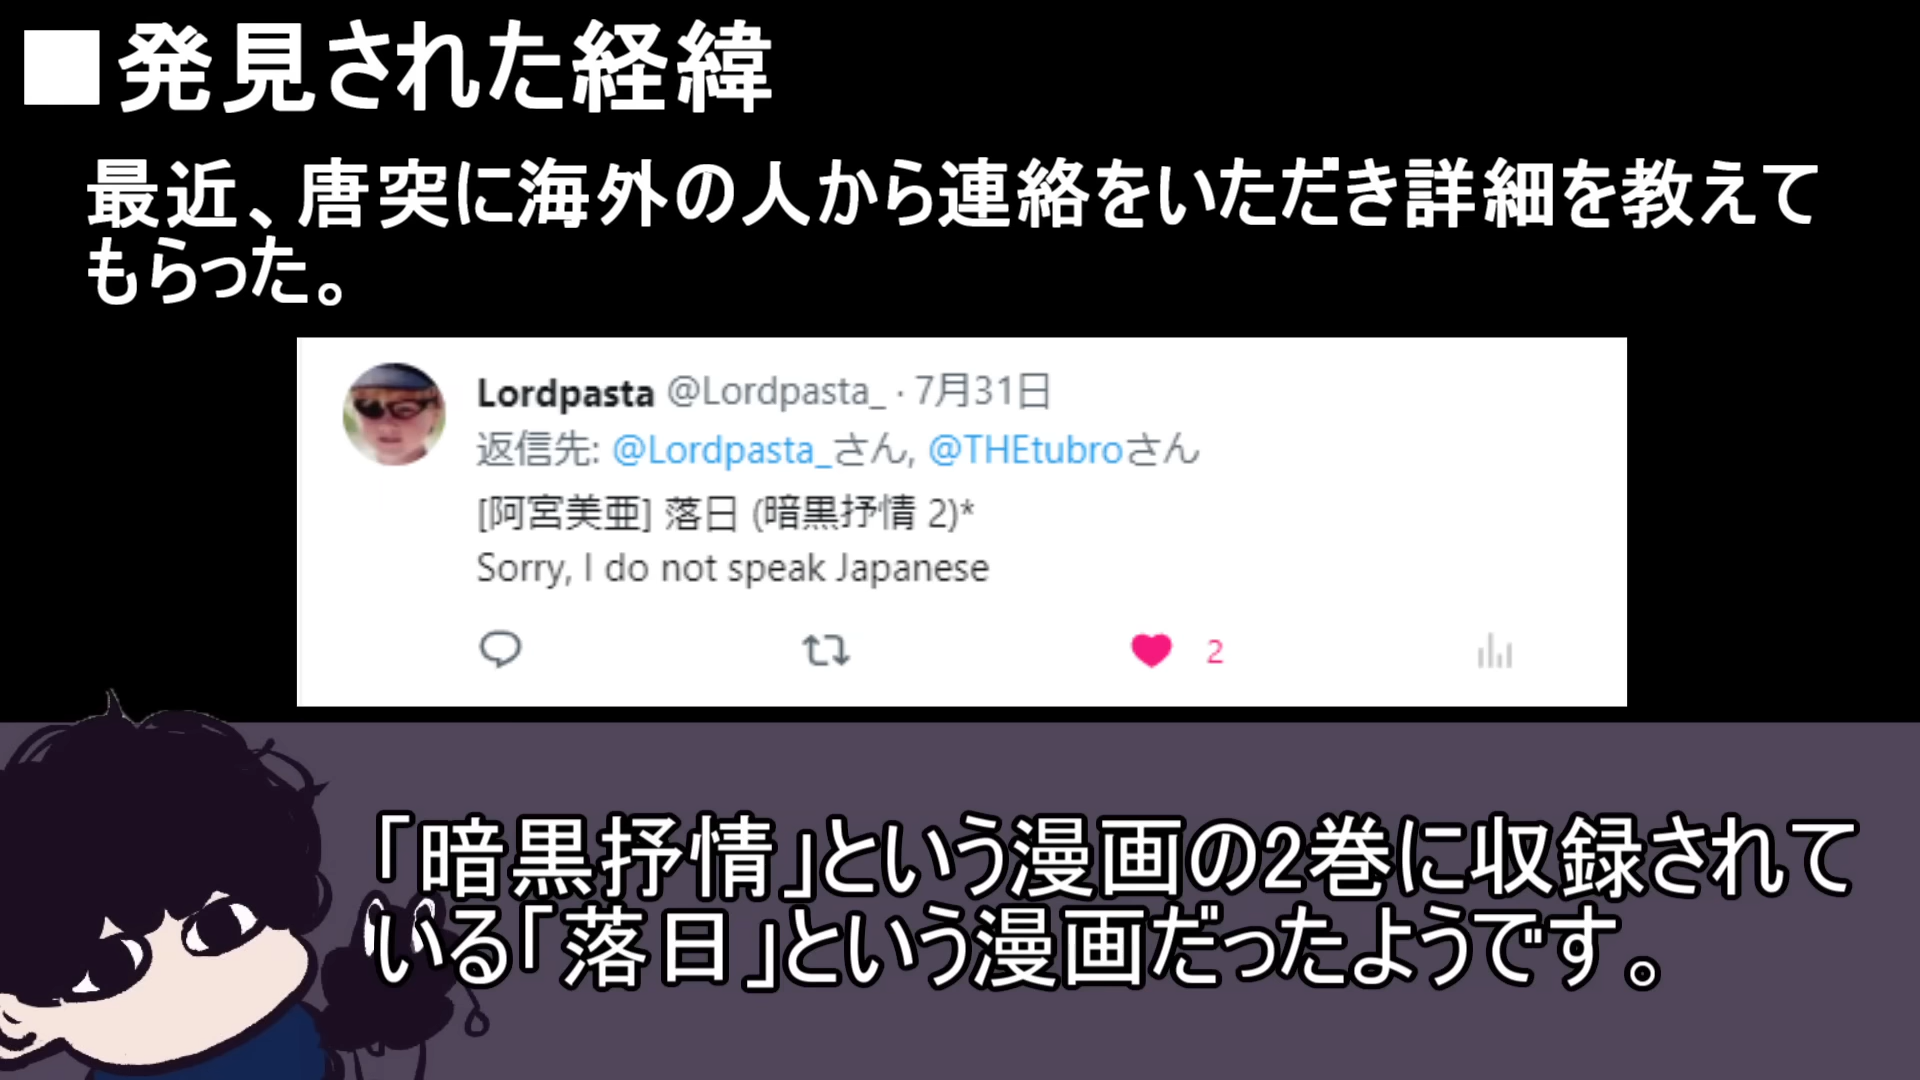 ■発見された経緯
最近、唐突に海外の人から連絡をいただき詳細を教えて
もらった。
Lordpasta @Lordpasta_ · 7月31日
返信先: @Lordpasta_さん, @THEtubroさん
[阿宮美亜] 落日 (暗黒抒情 2)*
Sorry, I do not speak Japanese
2
「暗黒抒情」という漫画の2巻に収録されて
いる「落日」という漫画だったようです。